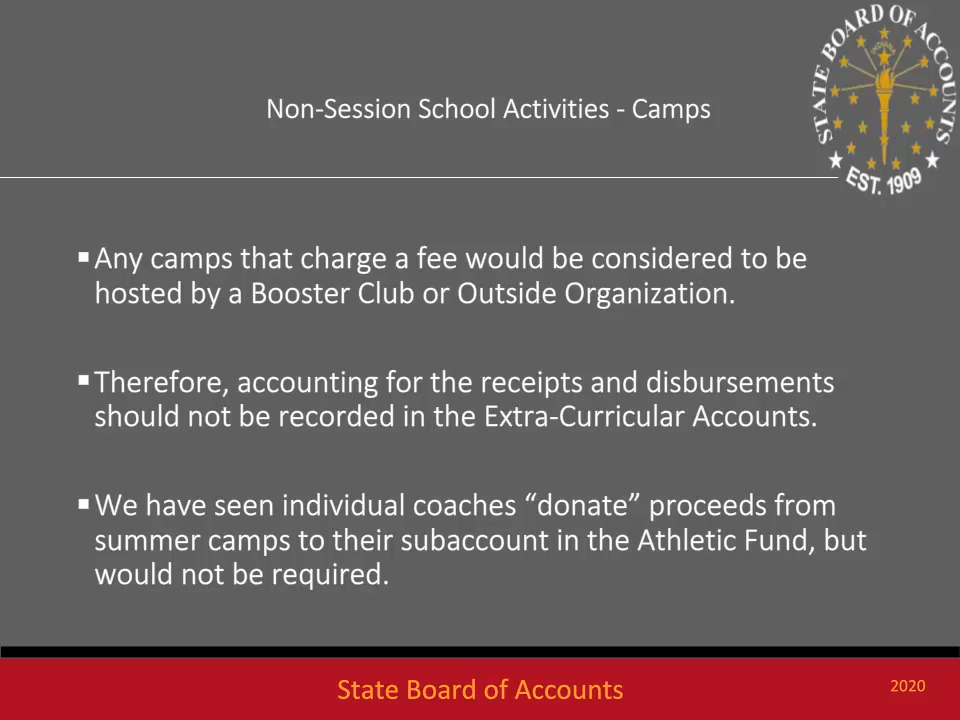 STATE BOARD OF ACCOUNTS
INDIANA
EST. 1909
Non-Session School Activities - Camps
▪Any camps that charge a fee would be considered to be
hosted by a Booster Club or Outside Organization.
▪Therefore, accounting for the receipts and disbursements
should not be recorded in the Extra-Curricular Accounts.
▪We have seen individual coaches “donate” proceeds from
summer camps to their subaccount in the Athletic Fund, but
would not be required.
State Board of Accounts
2020